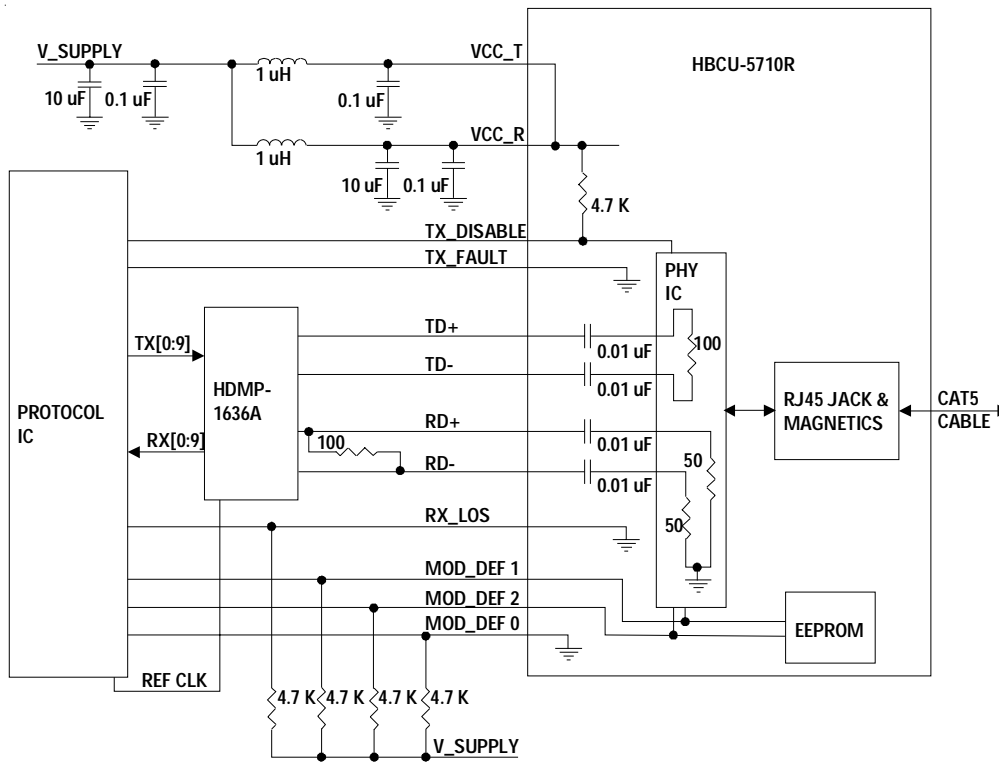 V_SUPPLY
VCC_T
HBCU-5710R
1 uH
10 uF
0.1 uF
0.1 uF
VCC_R
1 uH
10 uF
0.1 uF
4.7 K
TX_DISABLE
TX_FAULT
PHY
IC
TD+
0.01 uF
100
TX[0:9]
TD-
0.01 uF
HDMP-
1636A
PROTOCOL
IC
RJ45 JACK &
MAGNETICS
CAT5
CABLE
RD+
0.01 uF
RX[0:9]
100
RD-
0.01 uF
50
50
RX_LOS
MOD_DEF 1
MOD_DEF 2
MOD_DEF 0
EEPROM
REF CLK
4.7 K
4.7 K
4.7 K
4.7 K
V_SUPPLY